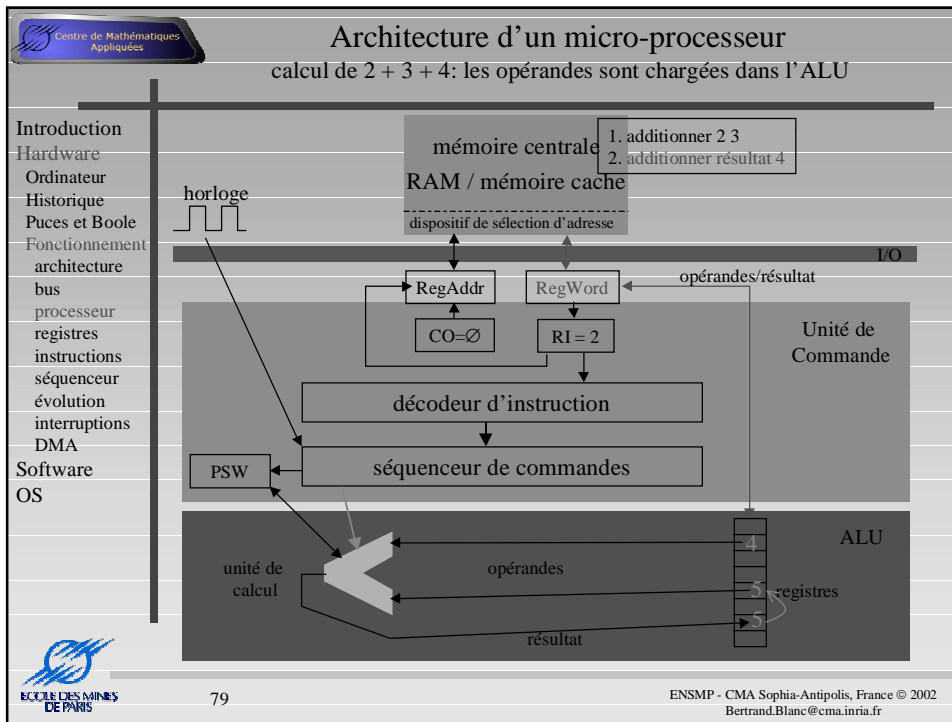 Centre de Mathématiques
Appliquées
Architecture d'un micro-processeur
calcul de 2 + 3 + 4: les opérandes sont chargées dans l'ALU
Introduction
Hardware
Ordinateur
Historique
Puces et Boole
Fonctionnement
architecture
bus
processeur
registres
instructions
séquenceur
évolution
interruptions
DMA
Software
OS
horloge
mémoire centrale
RAM / mémoire cache
dispositif de sélection d'adresse
1. additionner 2 3
2. additionner résultat 4
I/O
RegAddr
RegWord
opérandes/résultat
CO=∅
RI = 2
Unité de
Commande
décodeur d'instruction
séquenceur de commandes
PSW
ALU
unité de
calcul
opérandes
résultat
4
5
registres
5
ECOLE DES MINES
DE PARIS
79
ENSMP - CMA Sophia-Antipolis, France © 2002
Bertrand.Blanc@cma.inria.fr